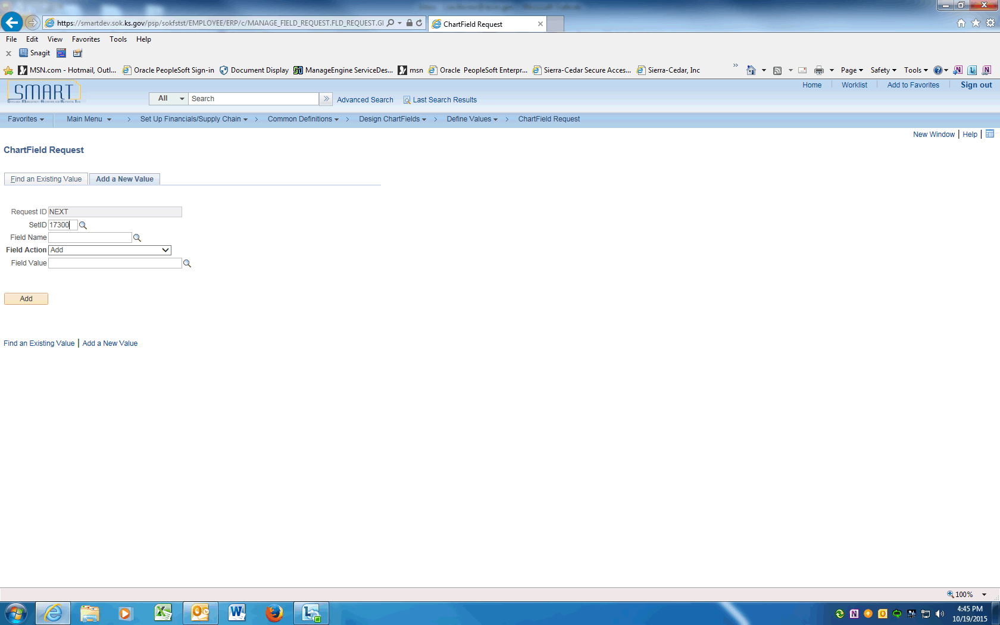 https://smartdev.sok.ks.gov/psp/sokfstst/EMPLOYEE/ERP/c/MANAGE_FIELD_REQUEST.FLD_REQUEST.GI
ChartField Request
File Edit View Favorites Tools Help
x Snagit
MSN.com - Hotmail, Outl... Oracle PeopleSoft Sign-in Document Display ManageEngine ServiceDes... msn Oracle PeopleSoft Enterpr... Sierra-Cedar Secure Acces... Sierra-Cedar, Inc » Page Safety Tools
SMART
Home Worklist Add to Favorites Sign out
All Search » Advanced Search Last Search Results
Favorites Main Menu > Set Up Financials/Supply Chain > Common Definitions > Design ChartFields > Define Values > ChartField Request
New Window | Help |
ChartField Request
Find an Existing Value Add a New Value
Request ID NEXT
SetID 17300
Field Name
Field Action Add
Field Value
Add
Find an Existing Value | Add a New Value
100%
4:45 PM
10/19/2015